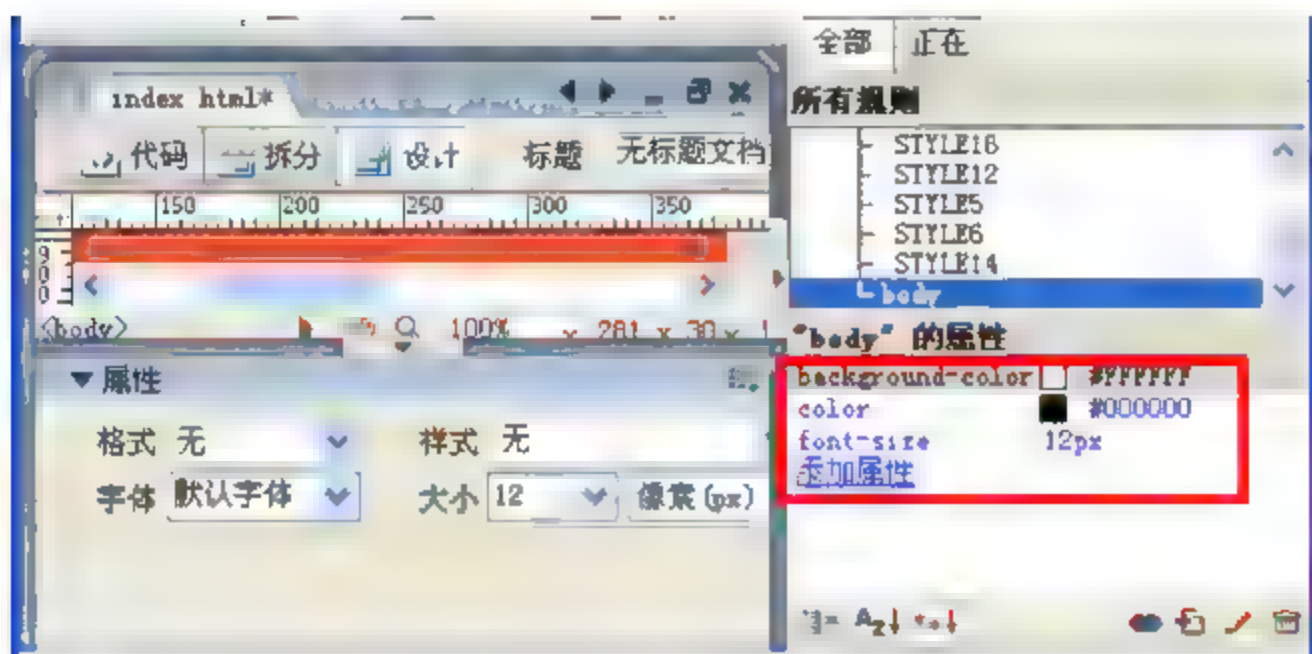 全部 正在
index html*
所有规则
代码 拆分 设计 标题 无标题文档
STYLE18
STYLE12
STYLE5
STYLE6
STYLE14
body
150 200 250 300 350
<body> 100% 281 x 30
"body" 的属性
background-color #FFFFFF
color #000000
font-size 12px
添加属性
属性
格式 无 样式 无
字体 默认字体 大小 12 像素(px)